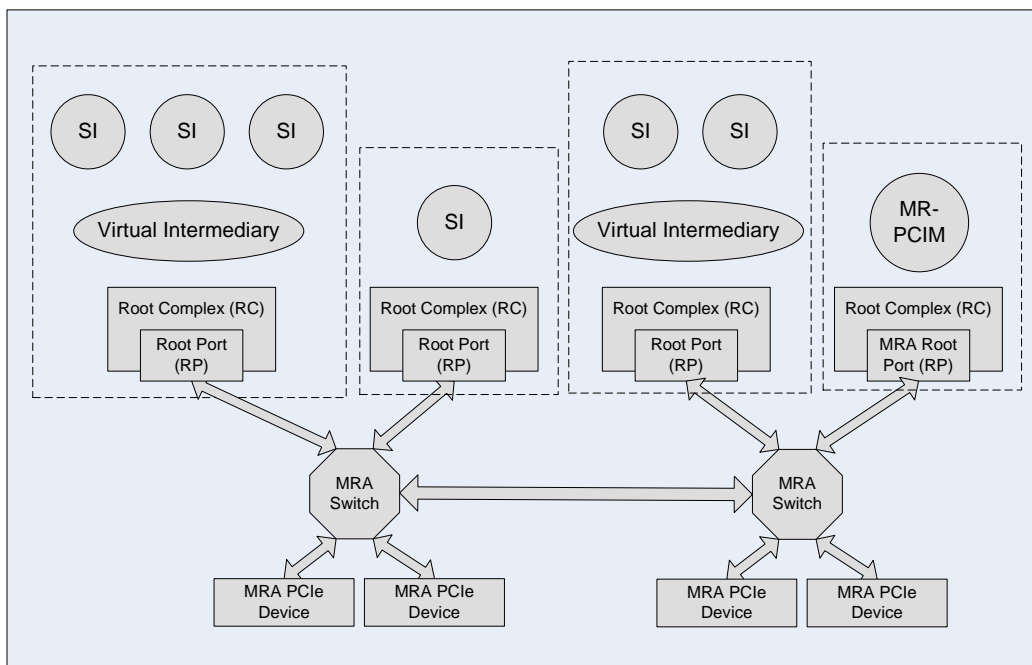 SI
SI
SI
Virtual Intermediary
Root Complex (RC)
Root Port
(RP)
SI
Root Complex (RC)
Root Port
(RP)
SI
SI
Virtual Intermediary
Root Complex (RC)
Root Port
(RP)
MR-
PCIM
Root Complex (RC)
MRA Root
Port (RP)
MRA
Switch
MRA
Switch
MRA PCIe
Device
MRA PCIe
Device
MRA PCIe
Device
MRA PCIe
Device